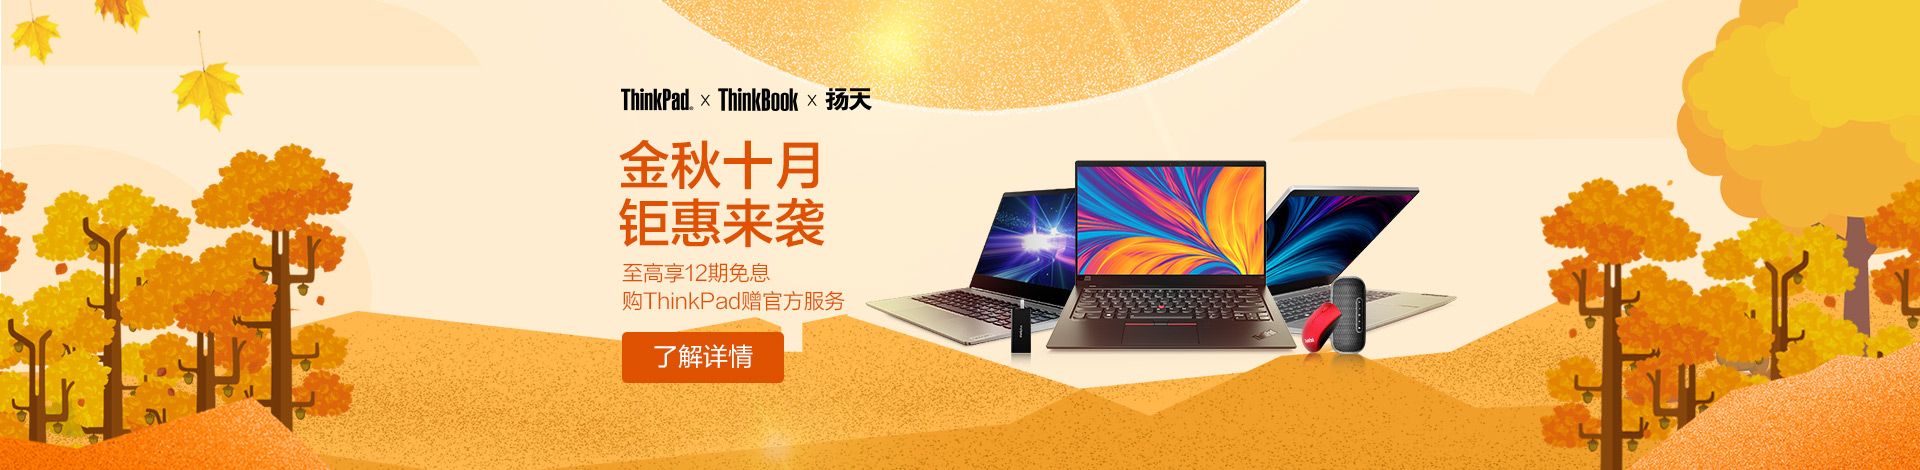 ThinkPad® × ThinkBook × 扬天
金秋十月
钜惠来袭
至高享12期免息
购ThinkPad赠官方服务
了解详情